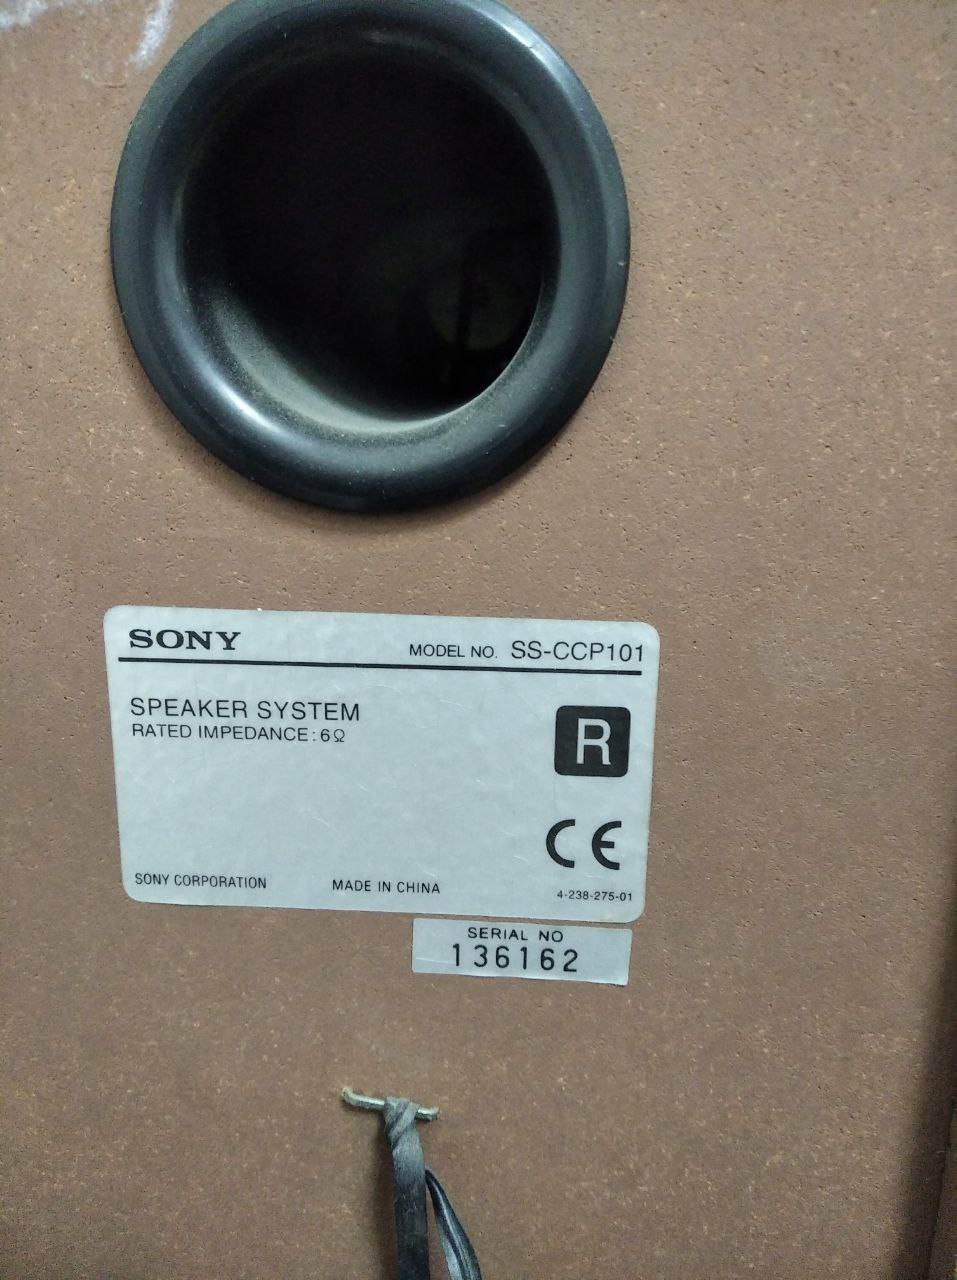 SONY
MODEL NO. SS-CCP101
SPEAKER SYSTEM
RATED IMPEDANCE : 6Ω
R
CE
SONY CORPORATION MADE IN CHINA 4-238-275-01
SERIAL NO
136162